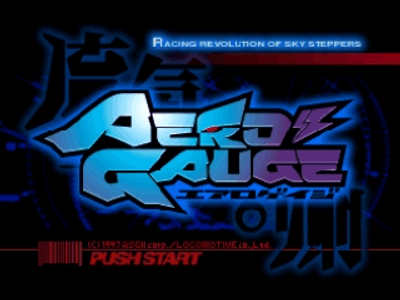 RACING REVOLUTION OF SKY STEPPERS
AERO
GAUGE
エアロゲイジ
(C) 1997 ASCII corp./LOCOMOTIVE co.,Ltd.
PUSH START